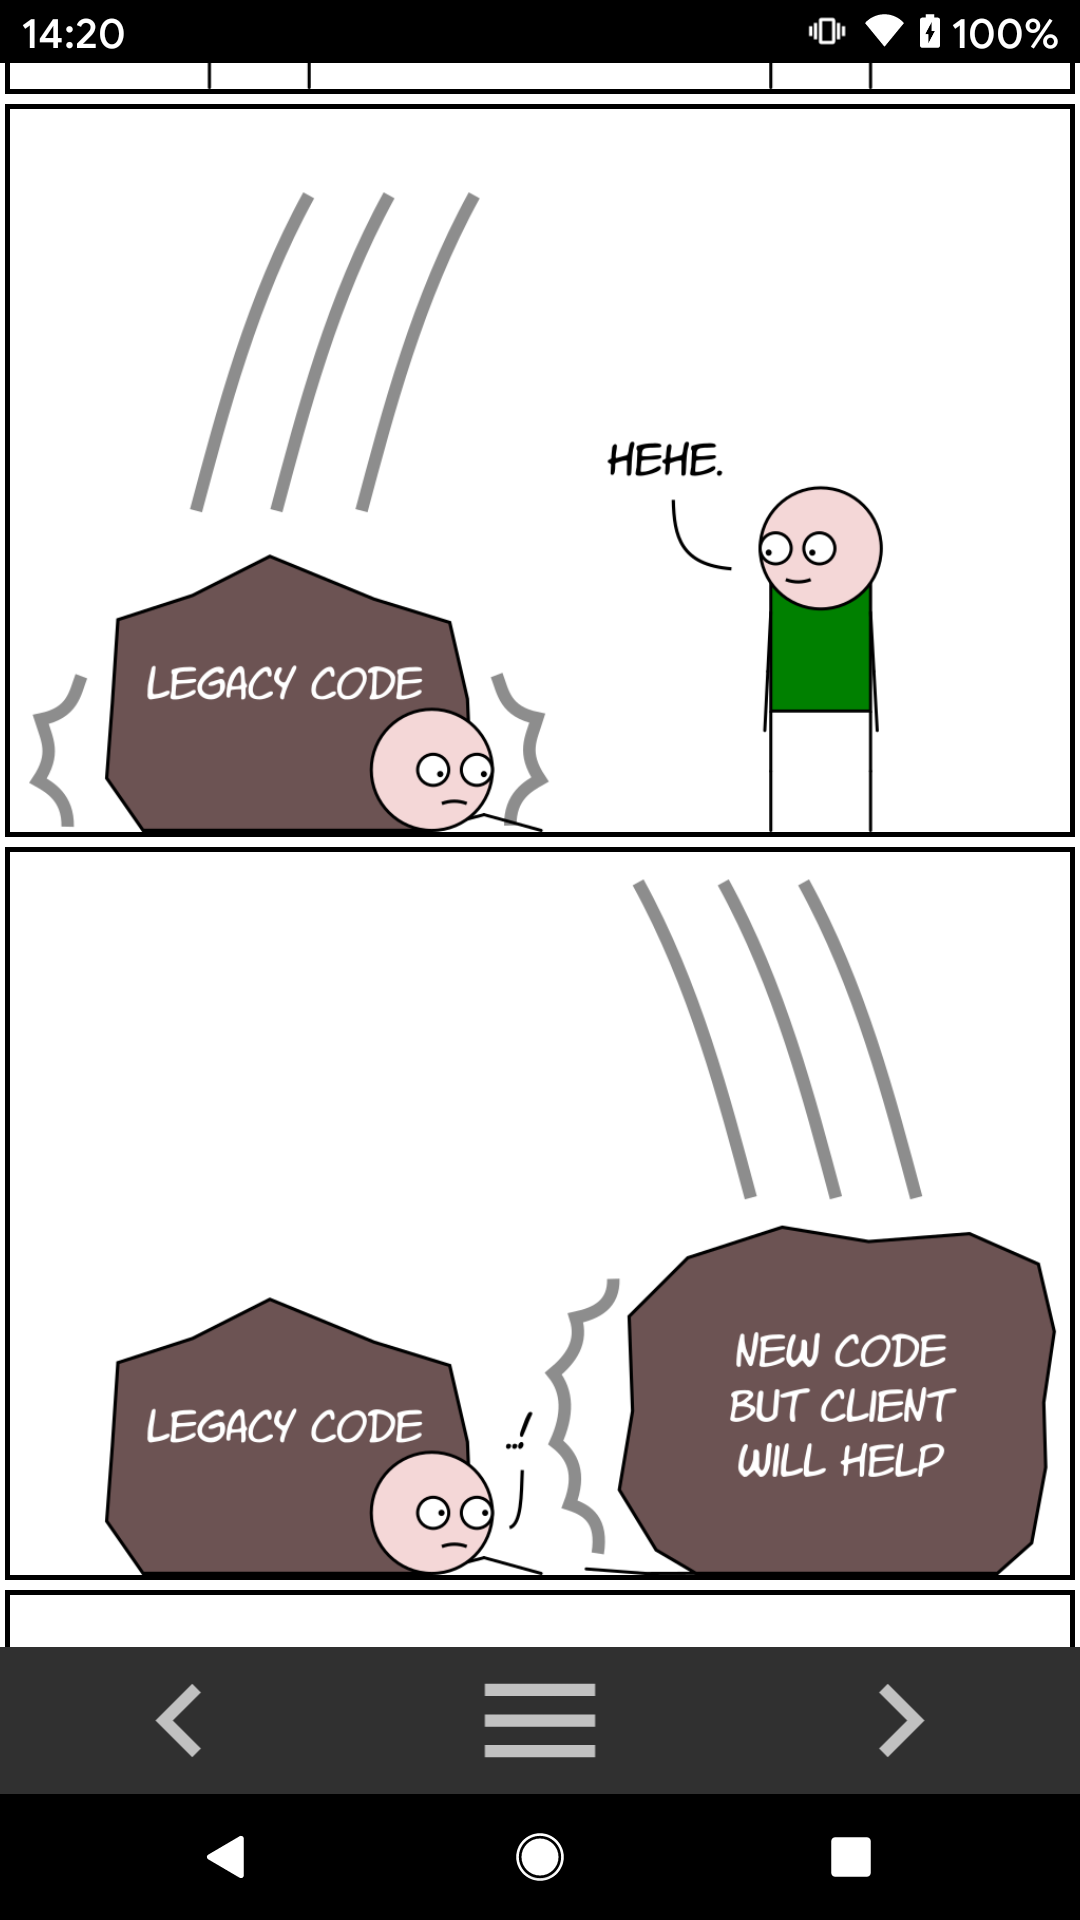 14:20
100%
HEHE.
LEGACY CODE
LEGACY CODE
...!
NEW CODE
BUT CLIENT
WILL HELP